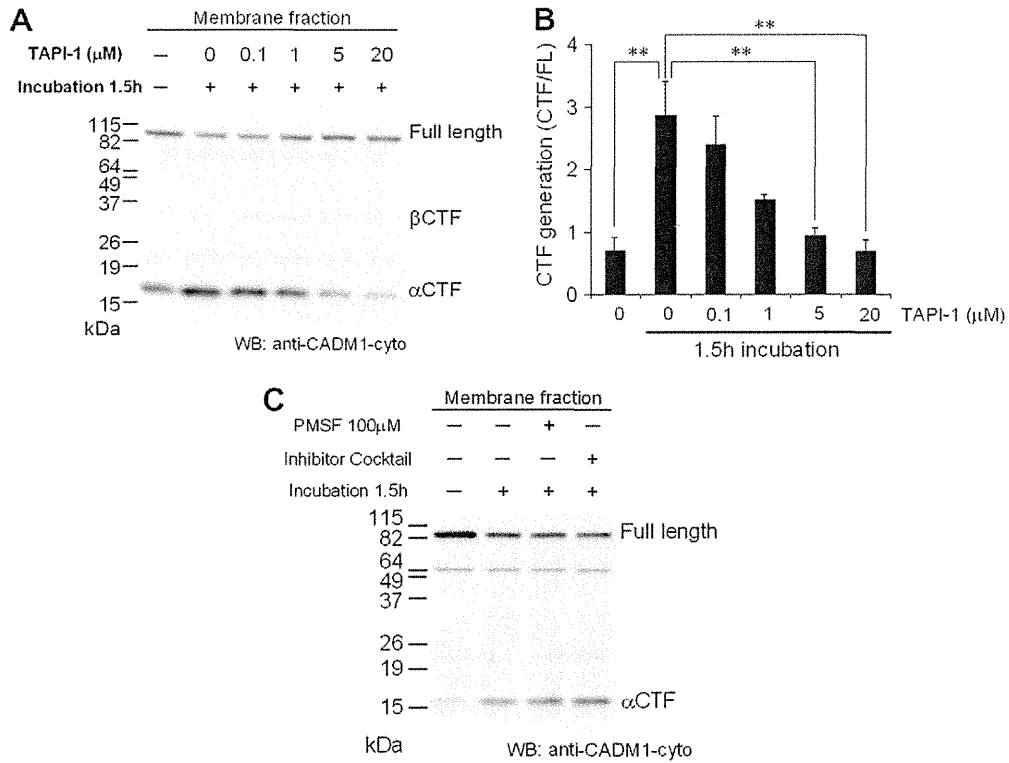 A
Membrane fraction
TAPI-1 (μM) — 0 0.1 1 5 20
Incubation 1.5h — + + + + +
115
82
64
49
37
26
19
15
kDa
Full length
βCTF
αCTF
WB: anti-CADM1-cyto
B
CTF generation (CTF/FL)
4
3
2
1
0
** ** **
0 0 0.1 1 5 20 TAPI-1 (μM)
1.5h incubation
C
Membrane fraction
PMSF 100μM — — + —
Inhibitor Cocktail — — — +
Incubation 1.5h — + + +
115
82
64
49
37
26
19
15
kDa
Full length
αCTF
WB: anti-CADM1-cyto